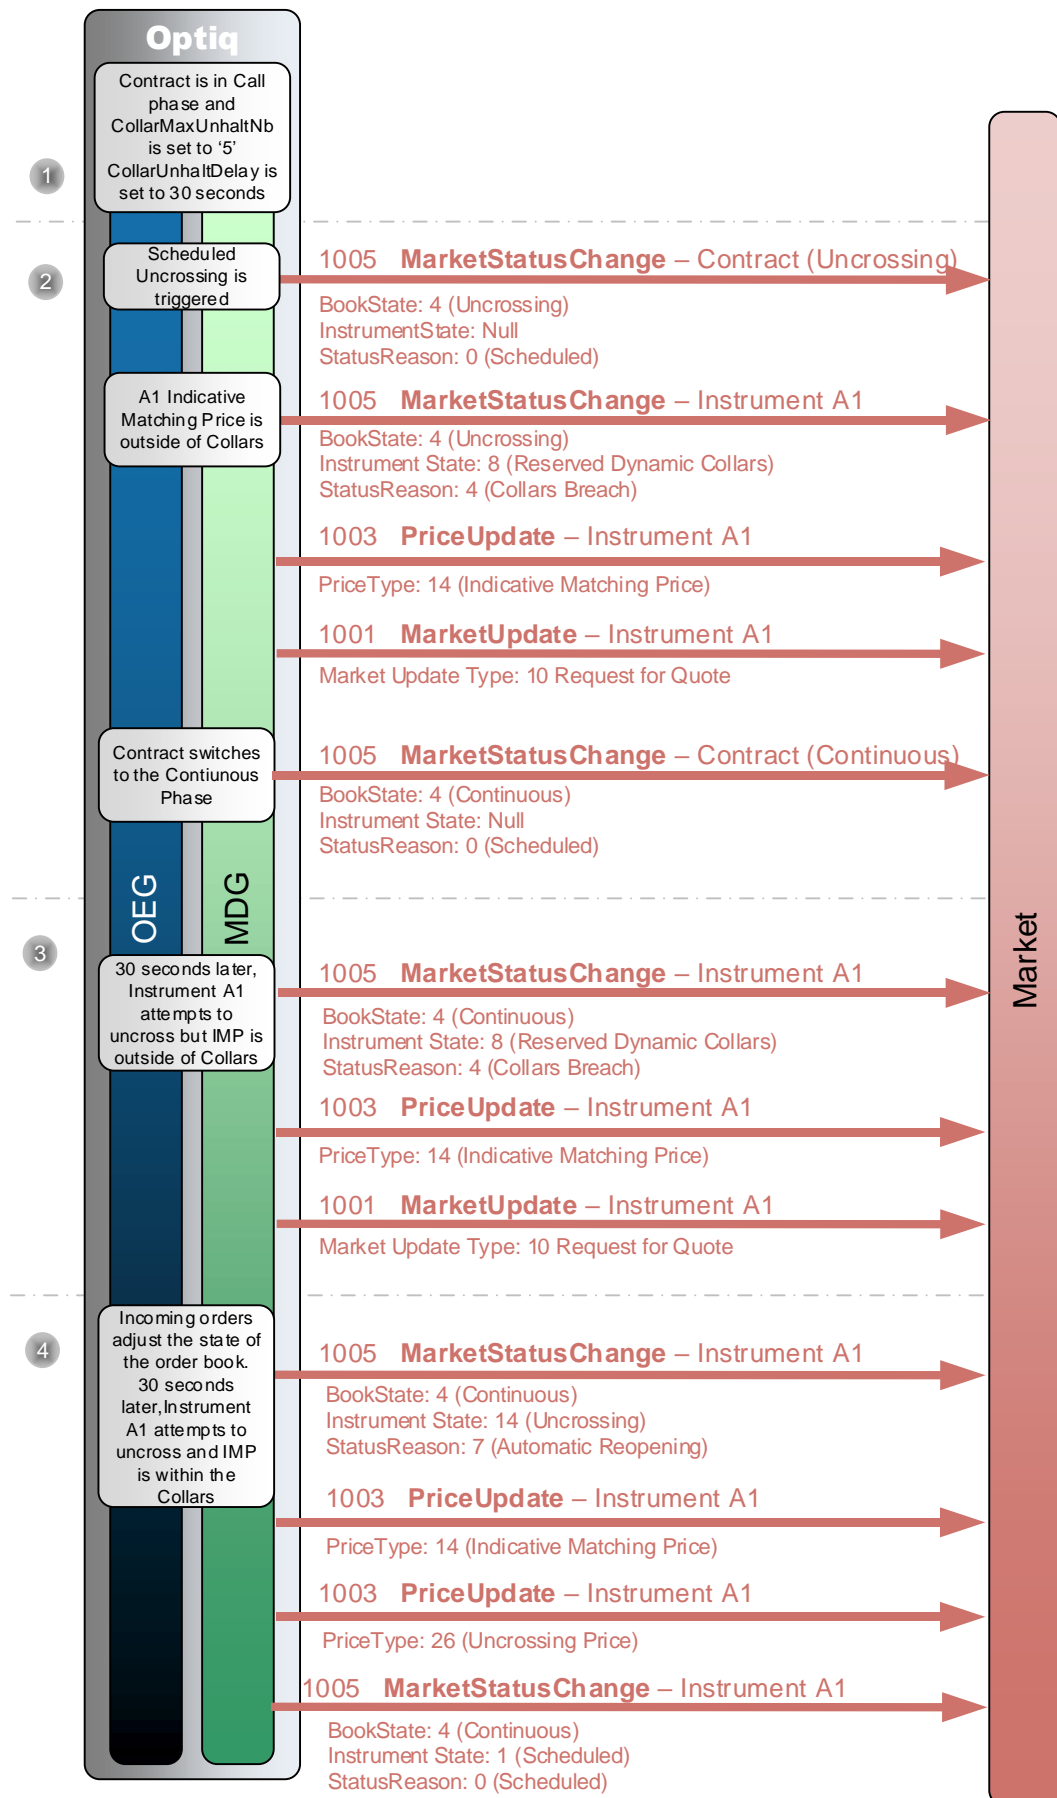 Optiq
Contract is in Call
phase and
CollarMaxUnhaltNb
is set to ‘5’
CollarUnhaltDelay is
set to 30 seconds
1
2
Scheduled
Uncrossing is
triggered
1005 MarketStatusChange – Contract (Uncrossing)
BookState: 4 (Uncrossing)
InstrumentState: Null
StatusReason: 0 (Scheduled)
A1 Indicative
Matching Price is
outside of Collars
1005 MarketStatusChange – Instrument A1
BookState: 4 (Uncrossing)
Instrument State: 8 (Reserved Dynamic Collars)
StatusReason: 4 (Collars Breach)
1003 PriceUpdate – Instrument A1
PriceType: 14 (Indicative Matching Price)
1001 MarketUpdate – Instrument A1
Market Update Type: 10 Request for Quote
Contract switches
to the Contiunous
Phase
1005 MarketStatusChange – Contract (Continuous)
BookState: 4 (Continuous)
Instrument State: Null
StatusReason: 0 (Scheduled)
OEG
MDG
Market
3
30 seconds later,
Instrument A1
attempts to
uncross but IMP is
outside of Collars
1005 MarketStatusChange – Instrument A1
BookState: 4 (Continuous)
Instrument State: 8 (Reserved Dynamic Collars)
StatusReason: 4 (Collars Breach)
1003 PriceUpdate – Instrument A1
PriceType: 14 (Indicative Matching Price)
1001 MarketUpdate – Instrument A1
Market Update Type: 10 Request for Quote
4
Incoming orders
adjust the state of
the order book.
30 seconds
later,Instrument
A1 attempts to
uncross and IMP
is within the
Collars
1005 MarketStatusChange – Instrument A1
BookState: 4 (Continuous)
Instrument State: 14 (Uncrossing)
StatusReason: 7 (Automatic Reopening)
1003 PriceUpdate – Instrument A1
PriceType: 14 (Indicative Matching Price)
1003 PriceUpdate – Instrument A1
PriceType: 26 (Uncrossing Price)
1005 MarketStatusChange – Instrument A1
BookState: 4 (Continuous)
Instrument State: 1 (Scheduled)
StatusReason: 0 (Scheduled)